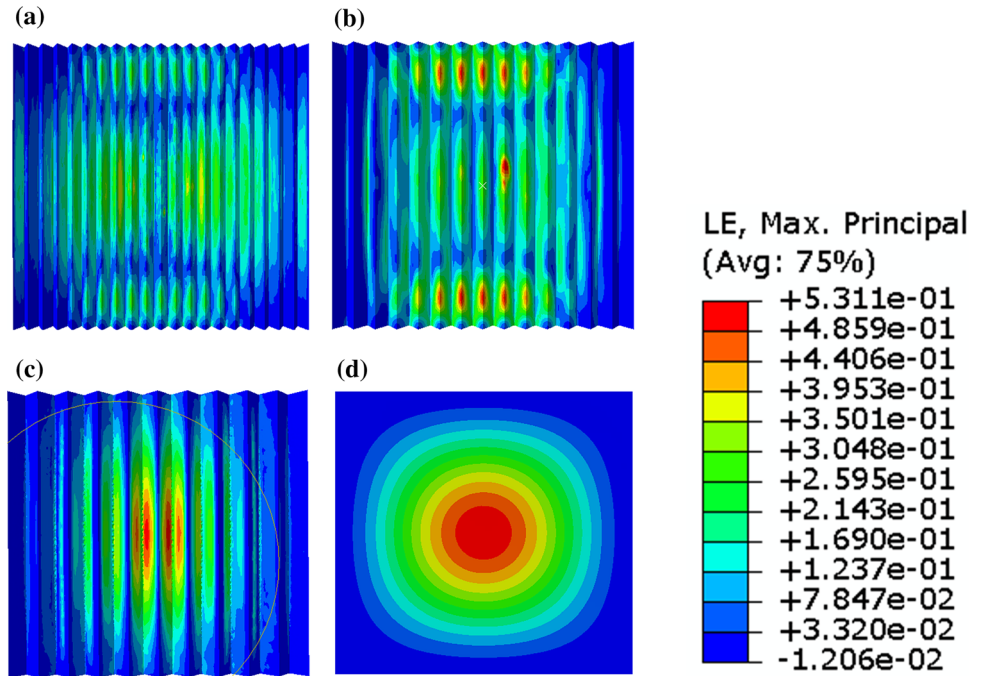 (a)
(b)
(c)
(d)
LE, Max. Principal
(Avg: 75%)
+5.311e-01
+4.859e-01
+4.406e-01
+3.953e-01
+3.501e-01
+3.048e-01
+2.595e-01
+2.143e-01
+1.690e-01
+1.237e-01
+7.847e-02
+3.320e-02
-1.206e-02